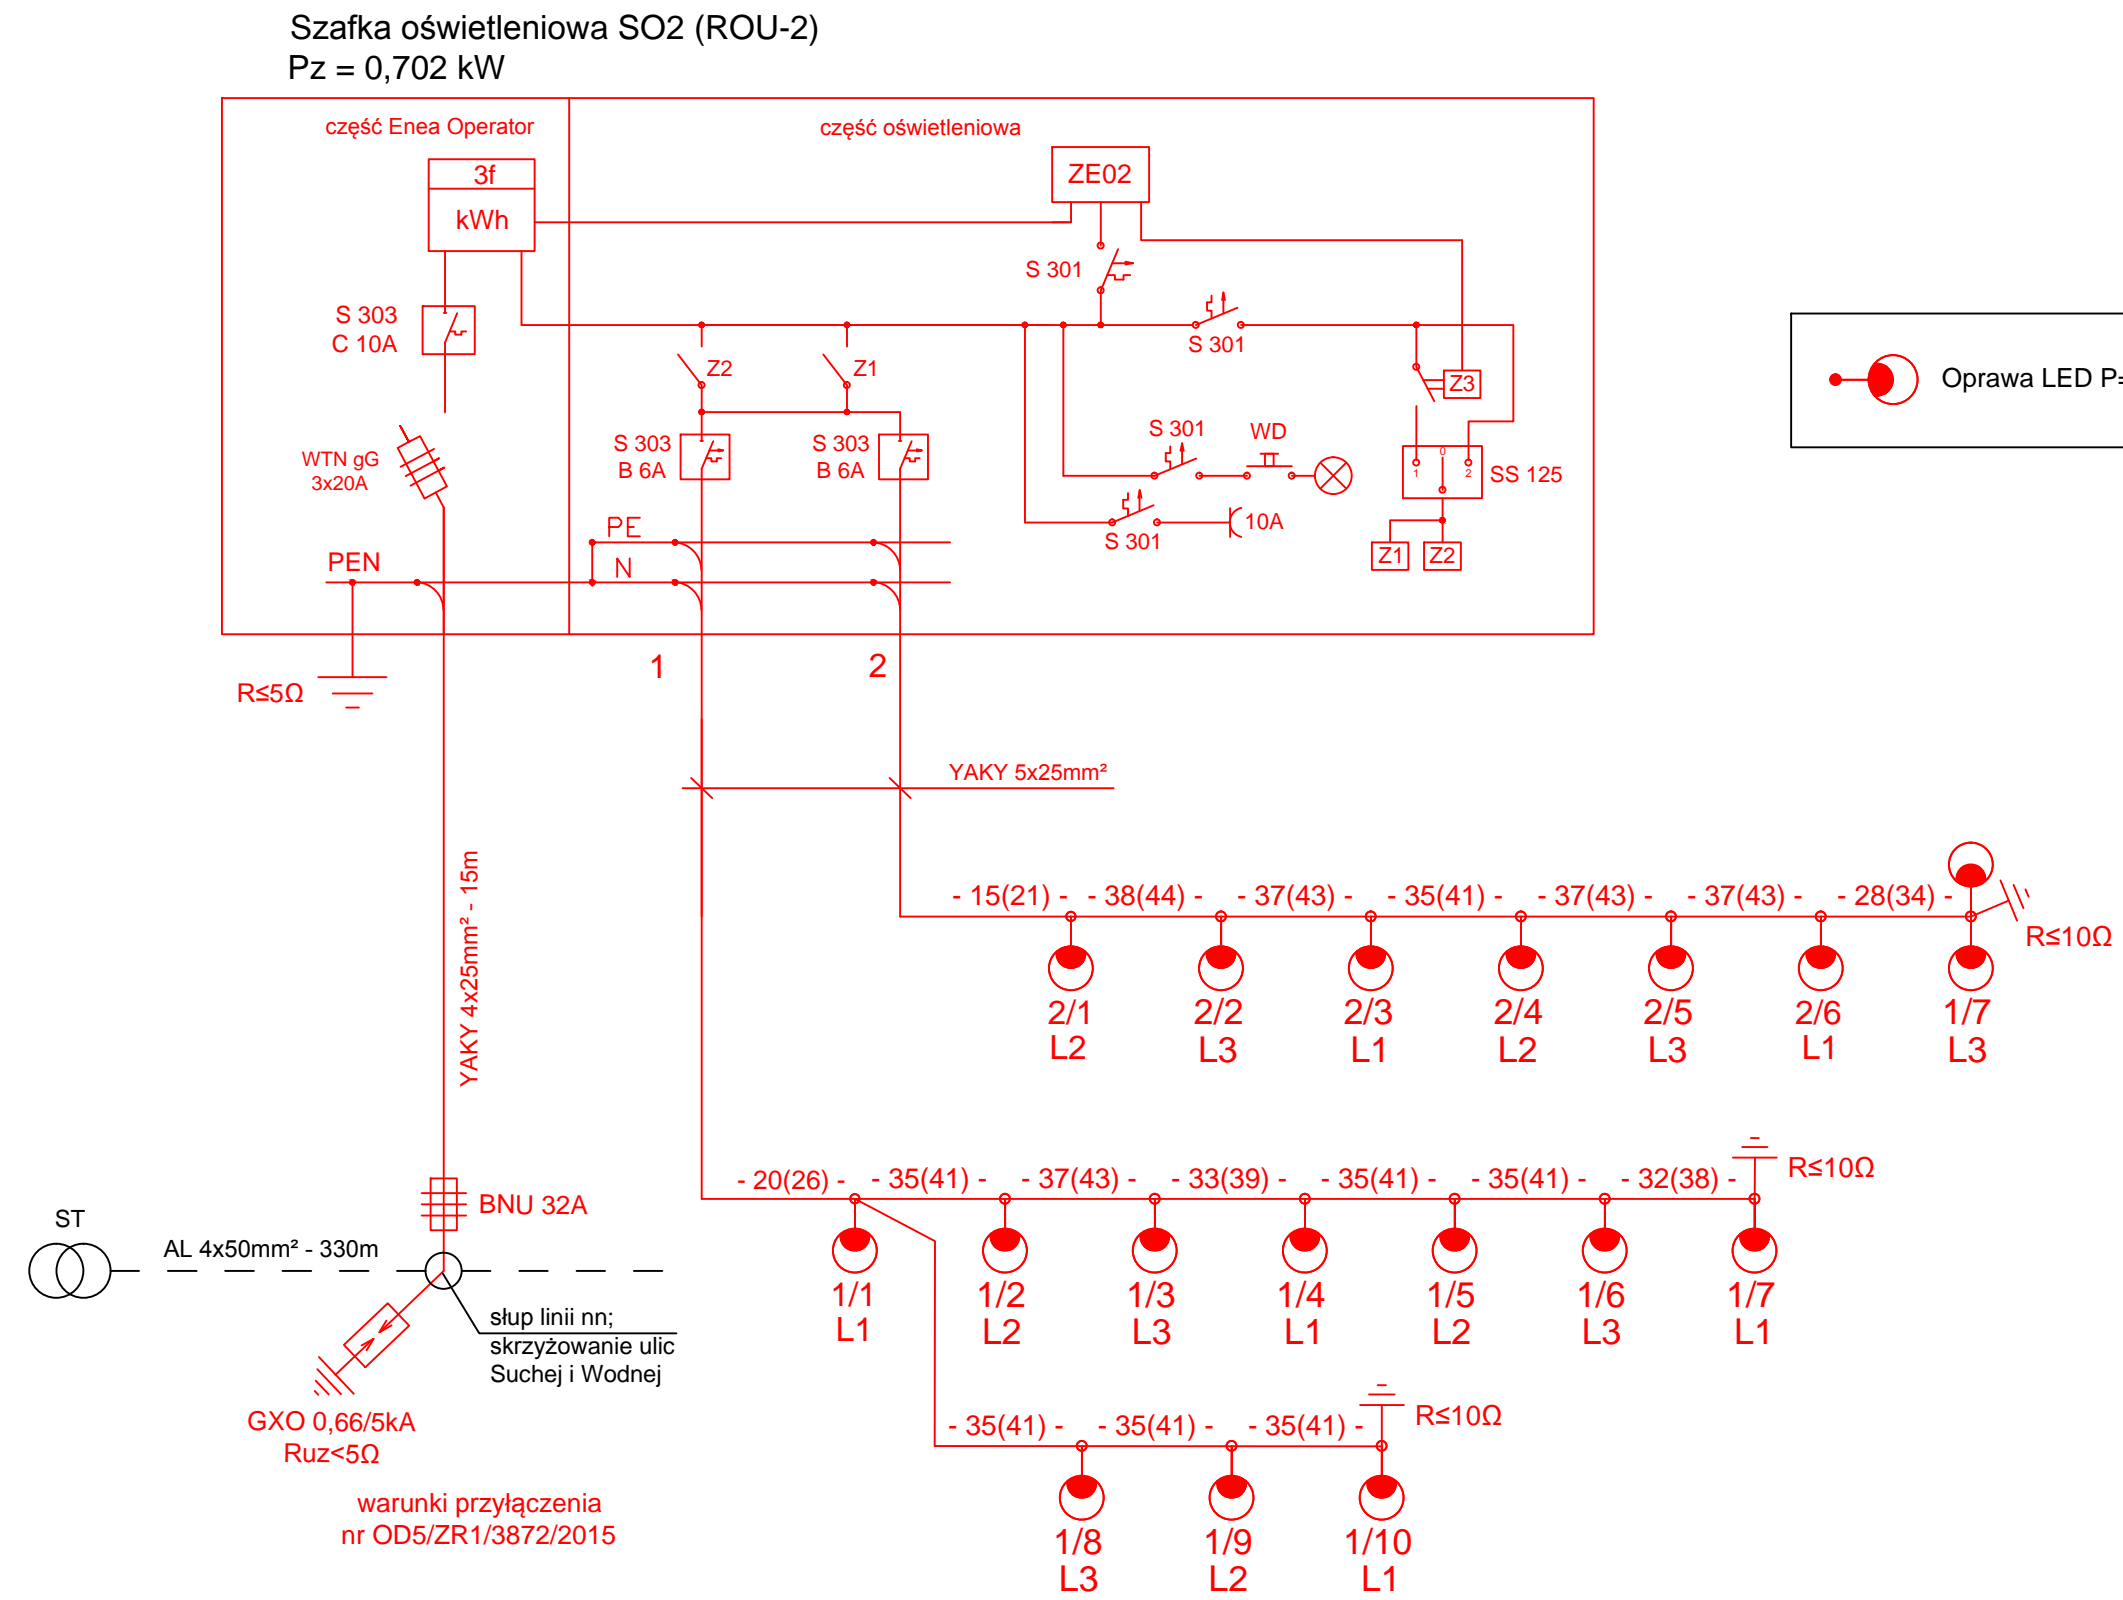 Szafka oświetleniowa SO2 (ROU-2)
Pz = 0,702 kW
część Enea Operator
część oświetleniowa
3f
kWh
ZE02
S 301
S 303
C 10A
S 301
Z2
Z1
Z3
Oprawa LED P=
WTN gG
3x20A
S 303
B 6A
S 303
B 6A
S 301
WD
0
1
2
SS 125
10A
S 301
Z1
Z2
PE
PEN
N
R≤5Ω
1
2
YAKY 5x25mm²
YAKY 4x25mm² - 15m
- 15(21) - - 38(44) - - 37(43) - - 35(41) - - 37(43) - - 37(43) - - 28(34) -
R≤10Ω
2/1 2/2 2/3 2/4 2/5 2/6 1/7
L2 L3 L1 L2 L3 L1 L3
- 20(26) - - 35(41) - - 37(43) - - 33(39) - - 35(41) - - 35(41) - - 32(38) -
R≤10Ω
1/1 1/2 1/3 1/4 1/5 1/6 1/7
L1 L2 L3 L1 L2 L3 L1
BNU 32A
ST
AL 4x50mm² - 330m
słup linii nn;
skrzyżowanie ulic
Suchej i Wodnej
GXO 0,66/5kA
Ruz<5Ω
- 35(41) - - 35(41) - - 35(41) -
R≤10Ω
1/8 1/9 1/10
L3 L2 L1
warunki przyłączenia
nr OD5/ZR1/3872/2015